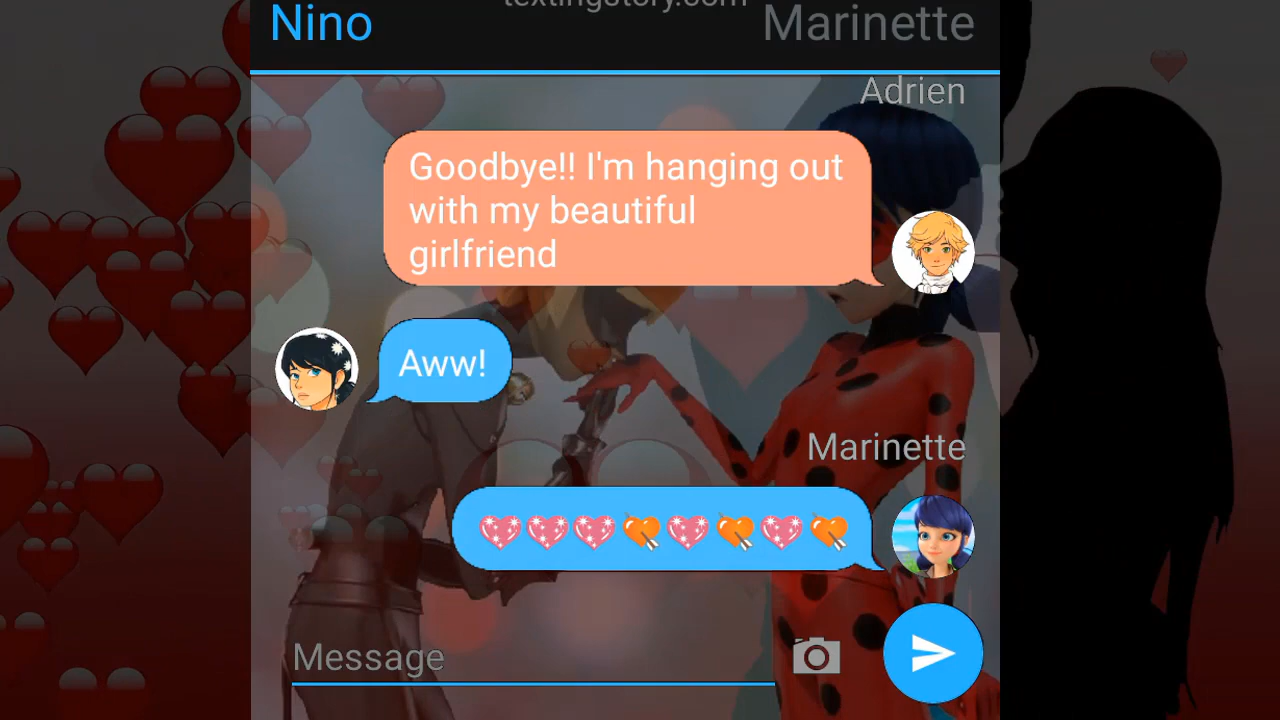 textingstory.com
Nino
Marinette
Adrien
Goodbye!! I'm hanging out
with my beautiful
girlfriend
Aww!
Marinette
💖💖💖💘💖💘💖💘
Message